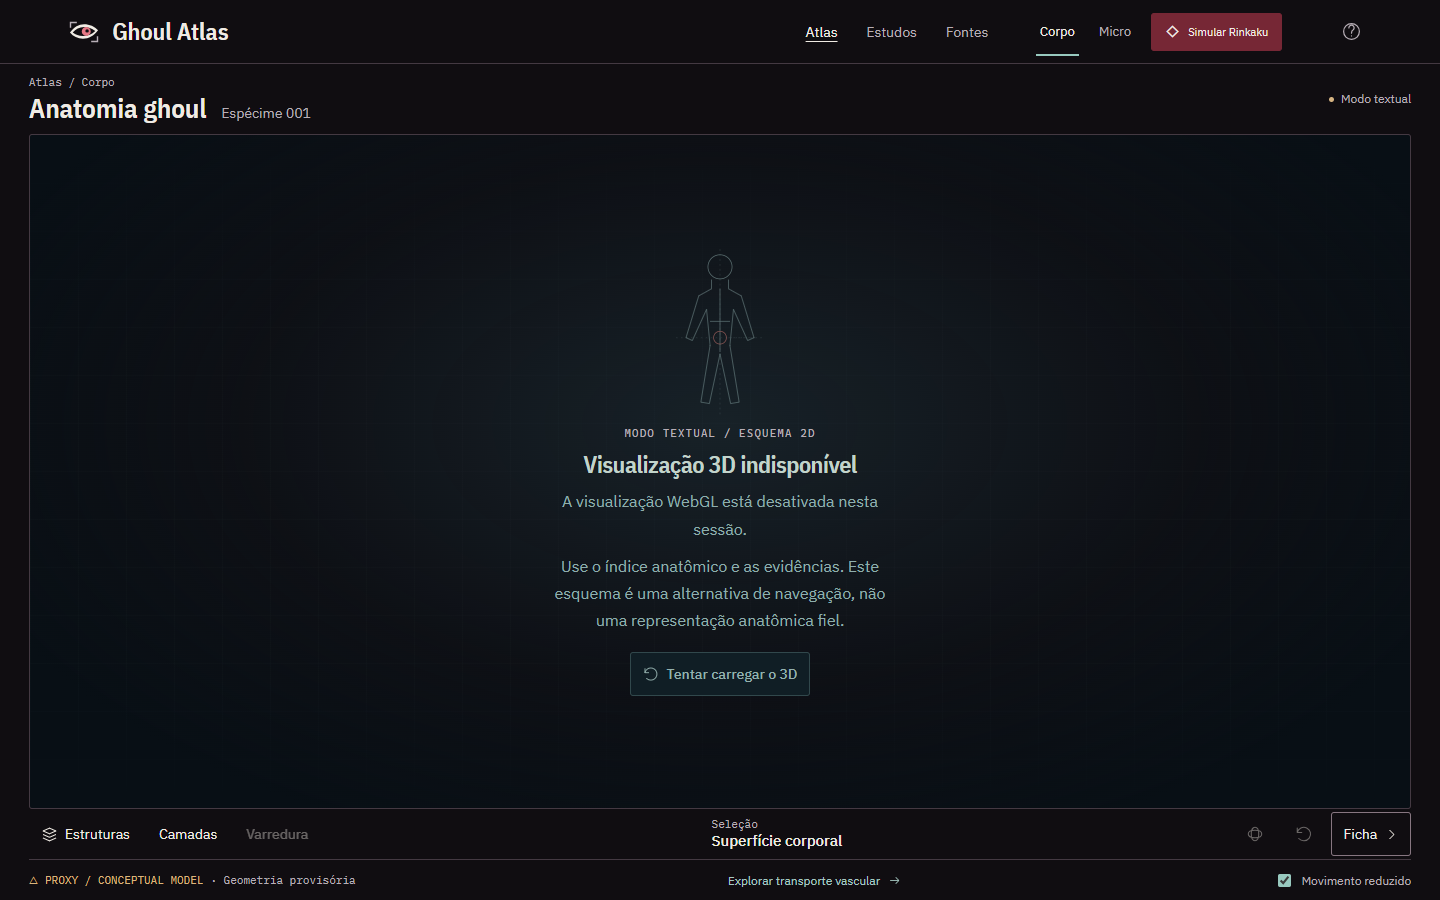 Ghoul Atlas
Atlas
Estudos
Fontes
Corpo
Micro
Simular Rinkaku
Atlas / Corpo
Anatomia ghoul
Espécime 001
Modo textual
MODO TEXTUAL / ESQUEMA 2D
Visualização 3D indisponível
A visualização WebGL está desativada nesta
sessão.
Use o índice anatômico e as evidências. Este
esquema é uma alternativa de navegação, não
uma representação anatômica fiel.
Tentar carregar o 3D
Estruturas
Camadas
Varredura
Seleção
Superfície corporal
Ficha
PROXY / CONCEPTUAL MODEL · Geometria provisória
Explorar transporte vascular →
Movimento reduzido